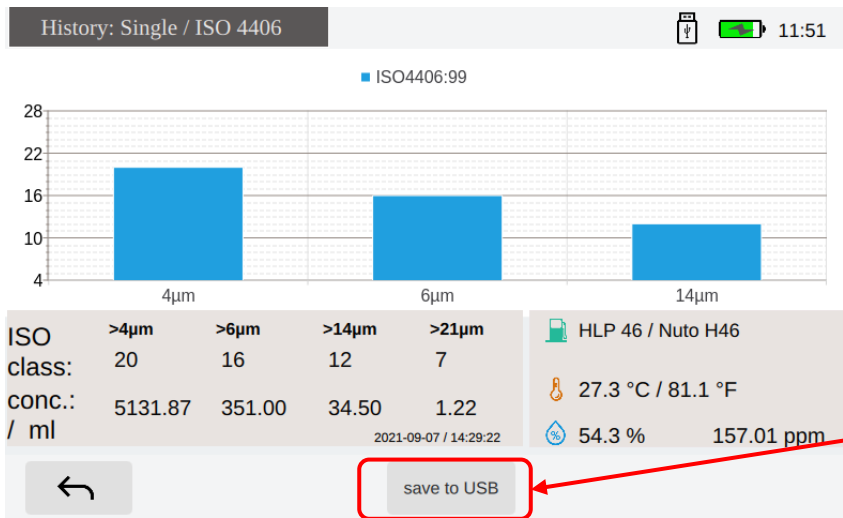 History: Single / ISO 4406
11:51
ISO4406:99
28
22
16
10
4
4µm 6µm 14µm
ISO class: >4µm >6µm >14µm >21µm
20 16 12 7
conc.: / ml 5131.87 351.00 34.50 1.22
2021-09-07 / 14:29:22
HLP 46 / Nuto H46
27.3 °C / 81.1 °F
% 54.3 % 157.01 ppm
save to USB